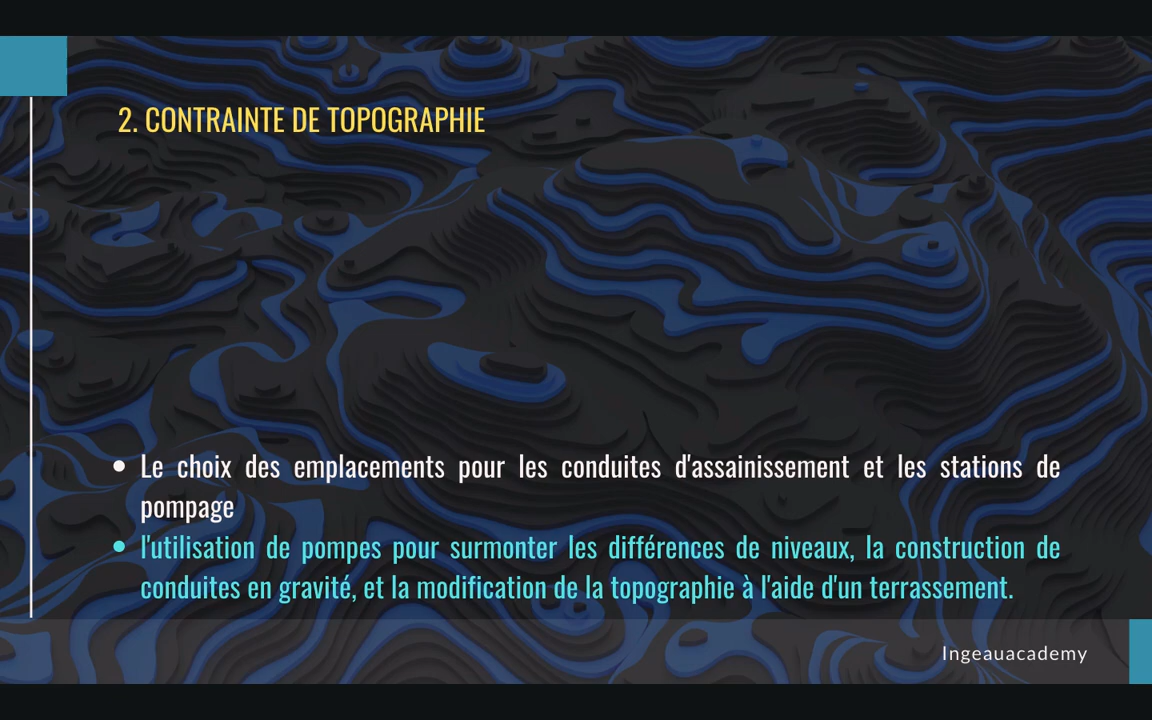 2. CONTRAINTE DE TOPOGRAPHIE
• Le choix des emplacements pour les conduites d'assainissement et les stations de
pompage
• l'utilisation de pompes pour surmonter les différences de niveaux, la construction de
conduites en gravité, et la modification de la topographie à l'aide d'un terrassement.
Ingeauacademy